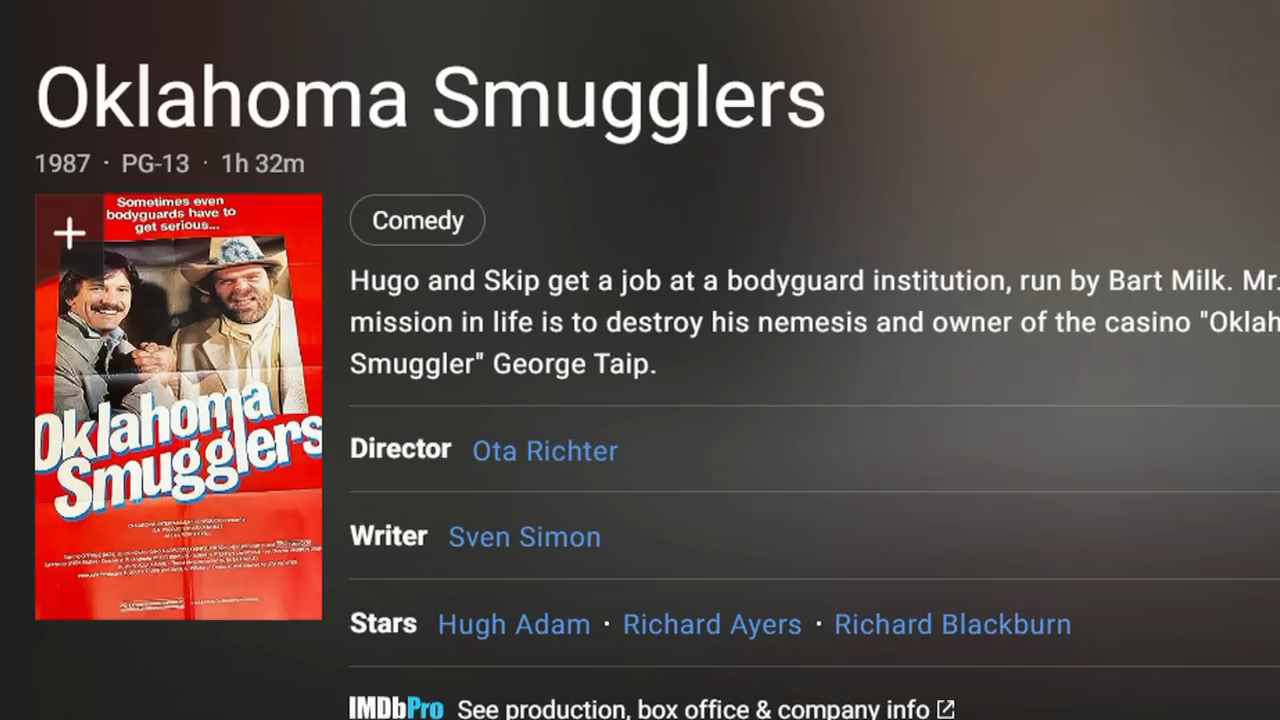 Oklahoma Smugglers
1987 · PG-13 · 1h 32m
Sometimes even
bodyguards have to
get serious...
Oklahoma
Smugglers
Comedy
Hugo and Skip get a job at a bodyguard institution, run by Bart Milk. Mr.
mission in life is to destroy his nemesis and owner of the casino "Oklah
Smuggler" George Taip.
Director Ota Richter
Writer Sven Simon
Stars Hugh Adam · Richard Ayers · Richard Blackburn
IMDbPro See production, box office & company info